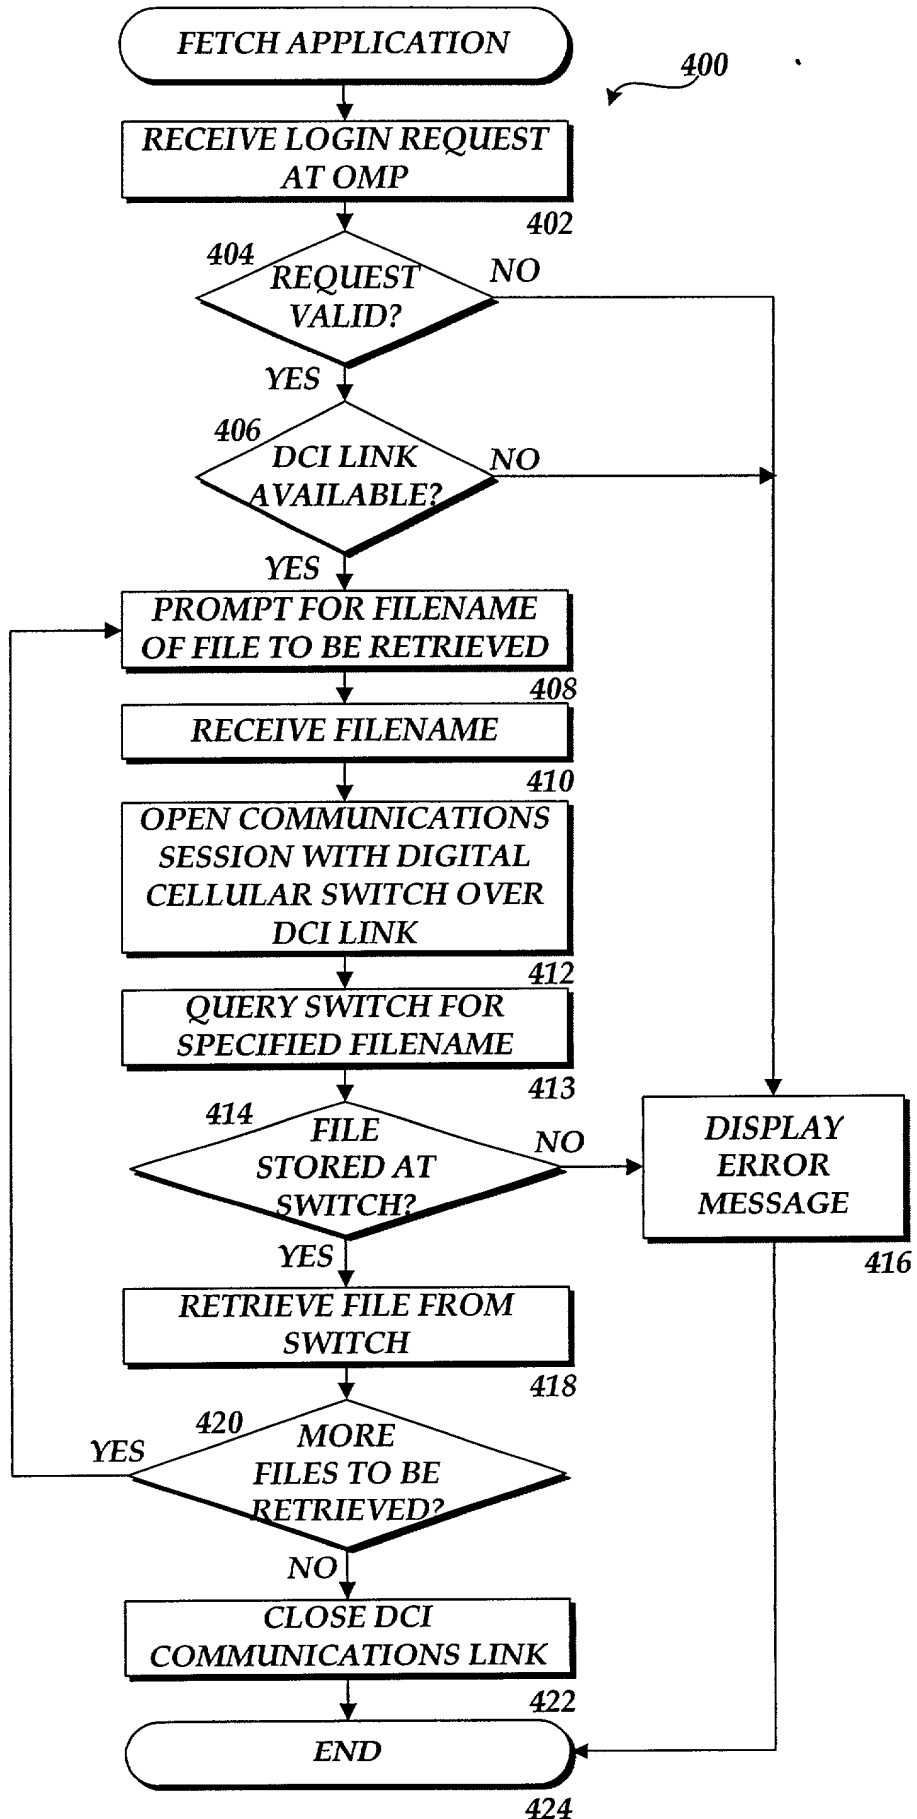 FETCH APPLICATION
400
RECEIVE LOGIN REQUEST
AT OMP
402
404
REQUEST
VALID?
NO
YES
406
DCI LINK
AVAILABLE?
NO
YES
PROMPT FOR FILENAME
OF FILE TO BE RETRIEVED
408
RECEIVE FILENAME
410
OPEN COMMUNICATIONS
SESSION WITH DIGITAL
CELLULAR SWITCH OVER
DCI LINK
412
QUERY SWITCH FOR
SPECIFIED FILENAME
413
414
FILE
STORED AT
SWITCH?
NO
DISPLAY
ERROR
MESSAGE
416
YES
RETRIEVE FILE FROM
SWITCH
418
420
MORE
FILES TO BE
RETRIEVED?
YES
NO
CLOSE DCI
COMMUNICATIONS LINK
422
END
424